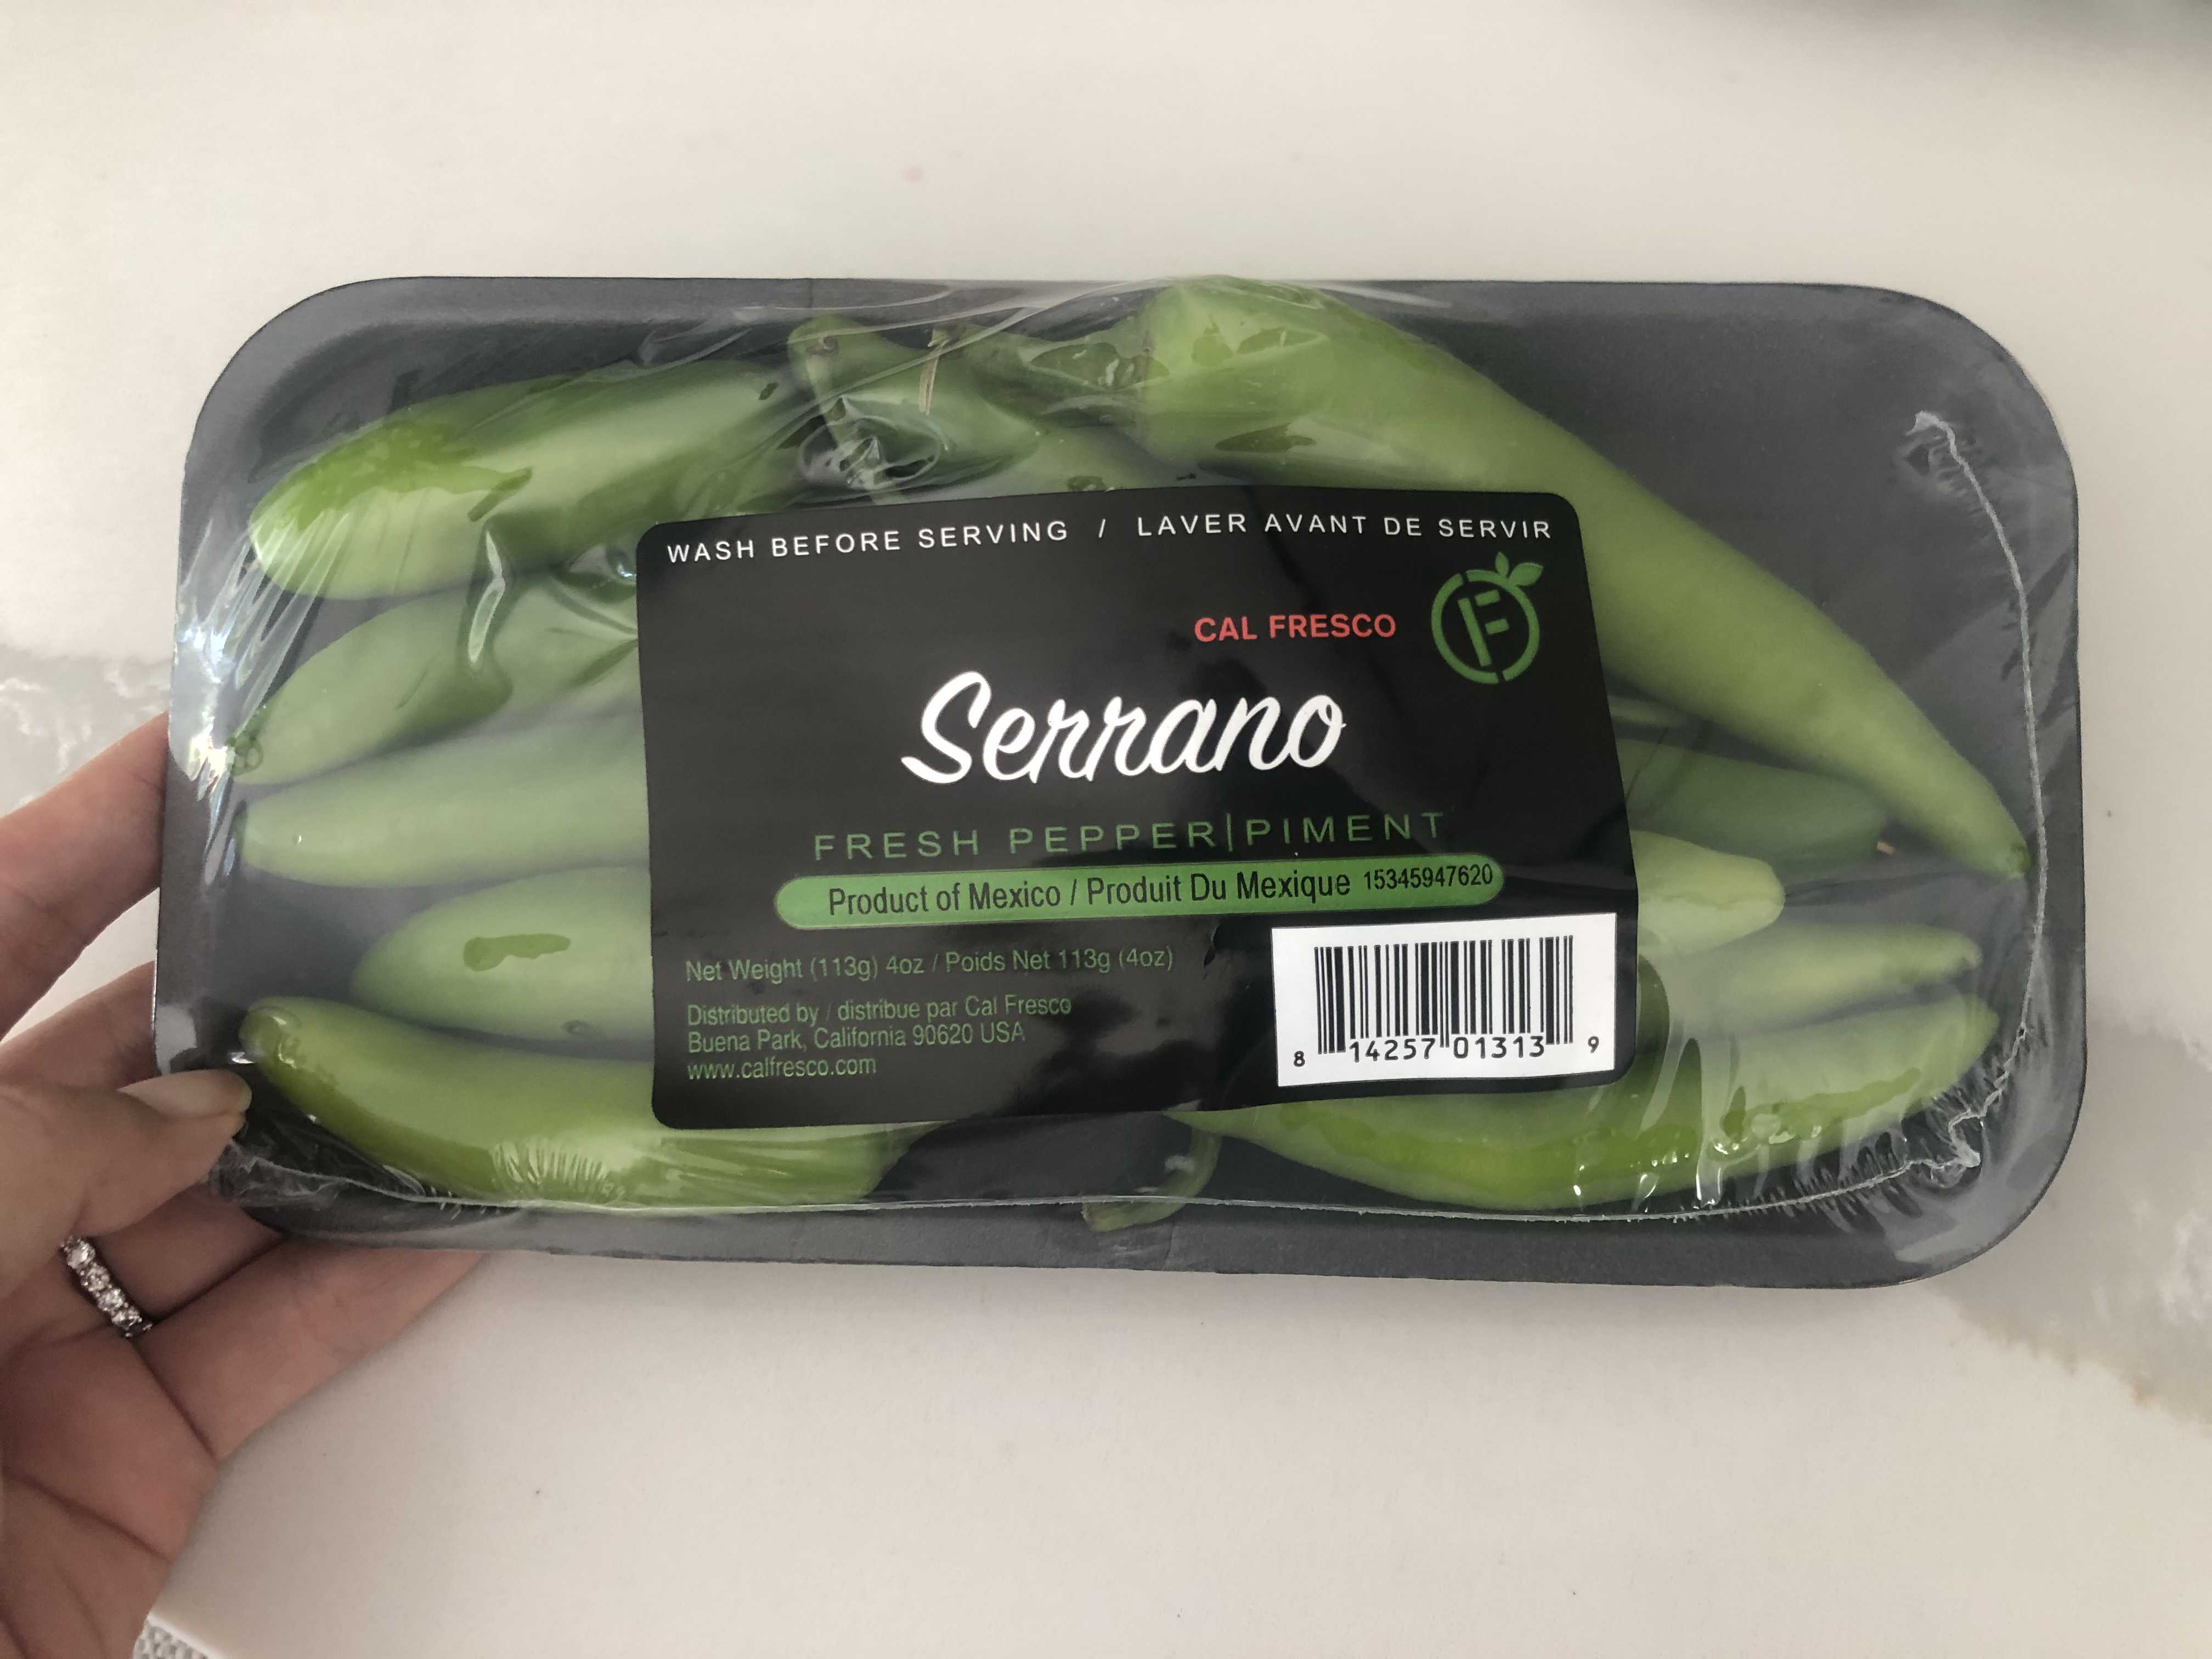 WASH BEFORE SERVING / LAVER AVANT DE SERVIR
CAL FRESCO
F
Serrano
FRESH PEPPER|PIMENT
Product of Mexico / Produit Du Mexique 15345947620
Net Weight (113g) 4oz / Poids Net 113g (4oz)
Distributed by / distribue par Cal Fresco
Buena Park, California 90620 USA
www.calfresco.com
8 14257 01313 9